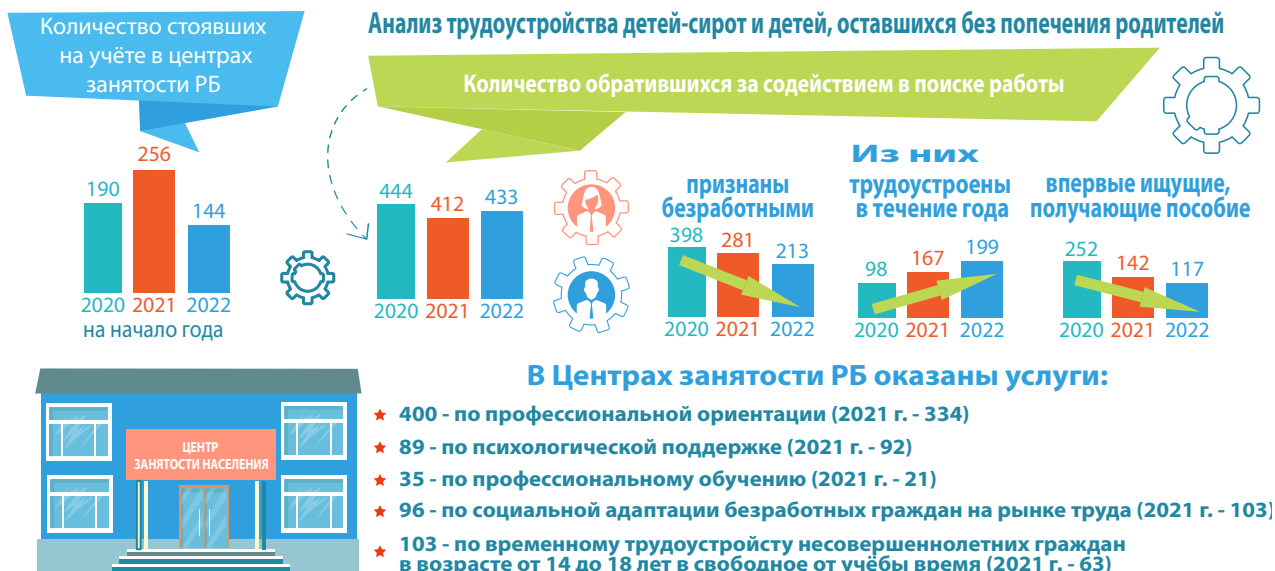 Количество стоявших
на учёте в центрах
занятости РБ
190
256
144
2020 2021 2022
на начало года
Анализ трудоустройства детей-сирот и детей, оставшихся без попечения родителей
Количество обратившихся за содействием в поиске работы
444
412
433
2020 2021 2022
Из них
признаны
безработными
398
281
213
2020 2021 2022
трудоустроены
в течение года
98
167
199
2020 2021 2022
впервые ищущие,
получающие пособие
252
142
117
2020 2021 2022
ЦЕНТР
ЗАНЯТОСТИ НАСЕЛЕНИЯ
В Центрах занятости РБ оказаны услуги:
400 - по профессиональной ориентации (2021 г. - 334)
89 - по психологической поддержке (2021 г. - 92)
35 - по профессиональному обучению (2021 г. - 21)
96 - по социальной адаптации безработных граждан на рынке труда (2021 г. - 103)
103 - по временному трудоустройсту несовершеннолетних граждан
в возрасте от 14 до 18 лет в свободное от учёбы время (2021 г. - 63)